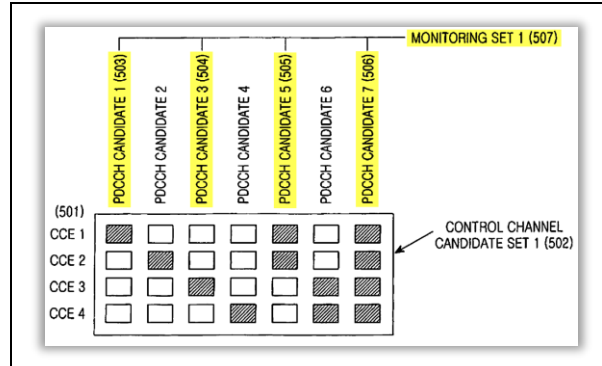 MONITORING SET 1 (507)
PDCCH CANDIDATE 1 (503)
PDCCH CANDIDATE 2
PDCCH CANDIDATE 3 (504)
PDCCH CANDIDATE 4
PDCCH CANDIDATE 5 (505)
PDCCH CANDIDATE 6
PDCCH CANDIDATE 7 (506)
(501)
CCE 1
CCE 2
CCE 3
CCE 4
CONTROL CHANNEL
CANDIDATE SET 1 (502)